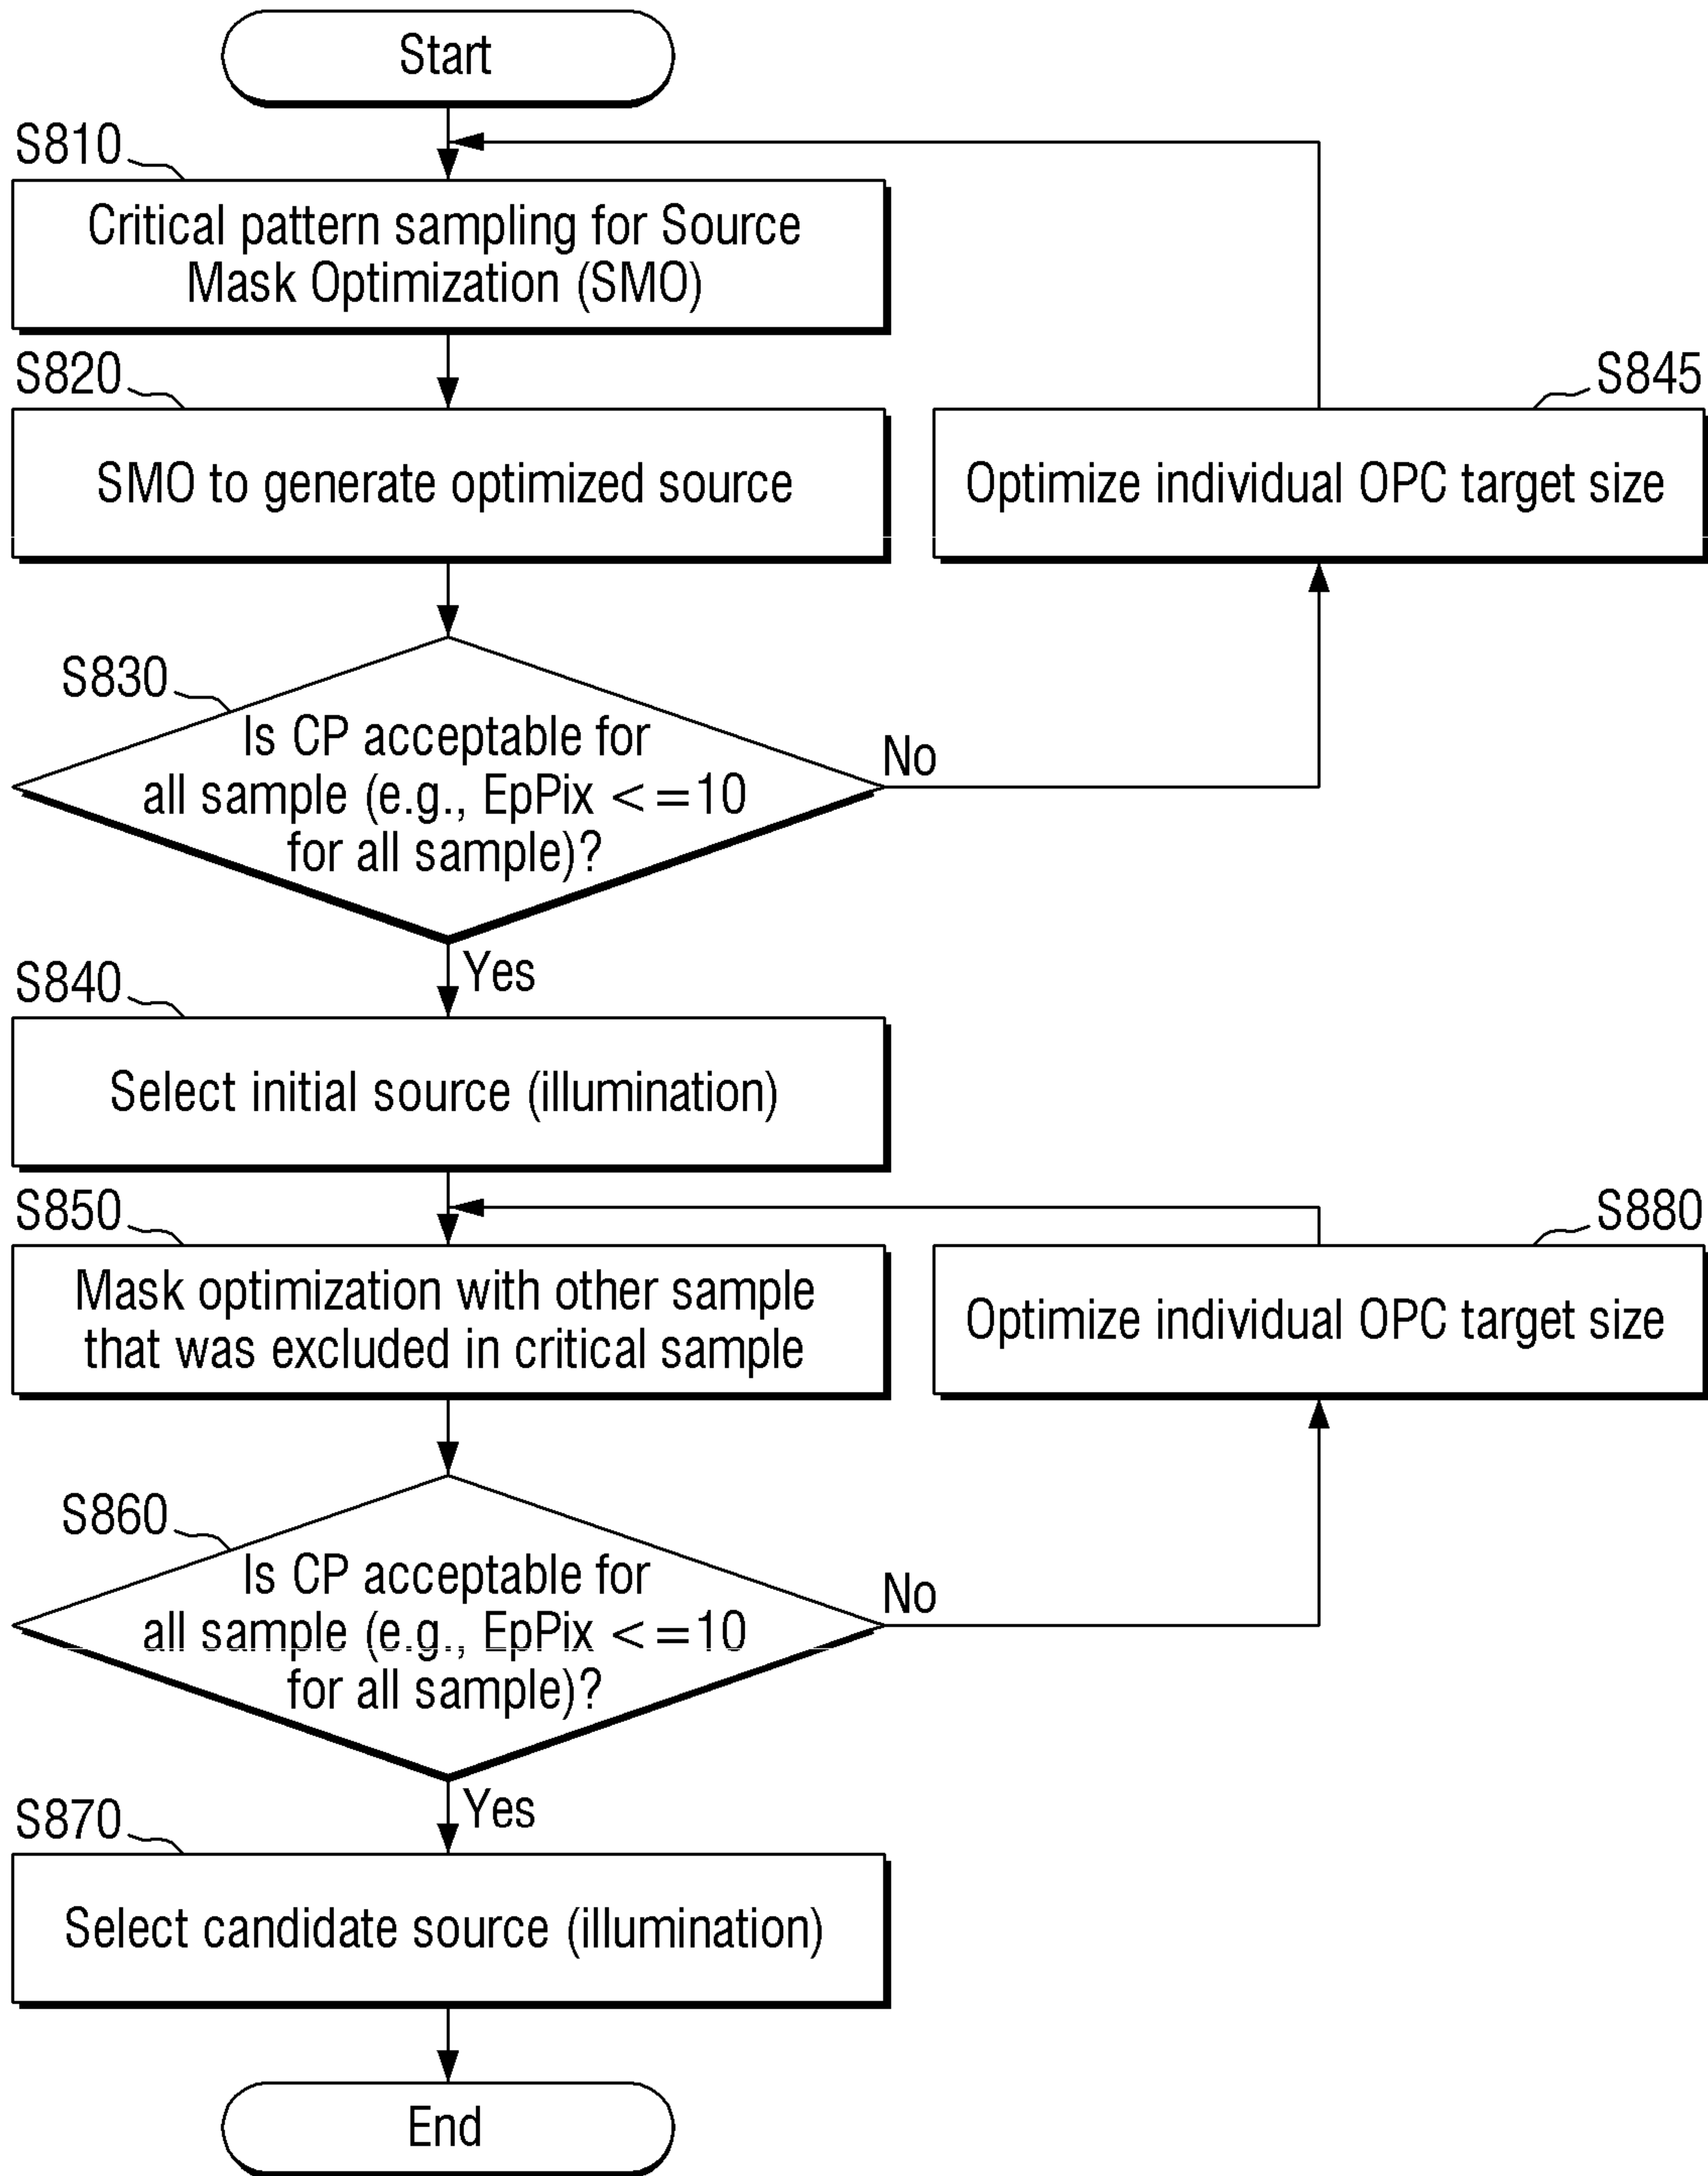 Start
S810
Critical pattern sampling for Source
Mask Optimization (SMO)
S820
SMO to generate optimized source
S845
Optimize individual OPC target size
S830
Is CP acceptable for
all sample (e.g., EpPix <=10
for all sample)?
No
Yes
S840
Select initial source (illumination)
S850
Mask optimization with other sample
that was excluded in critical sample
S880
Optimize individual OPC target size
S860
Is CP acceptable for
all sample (e.g., EpPix <=10
for all sample)?
No
Yes
S870
Select candidate source (illumination)
End